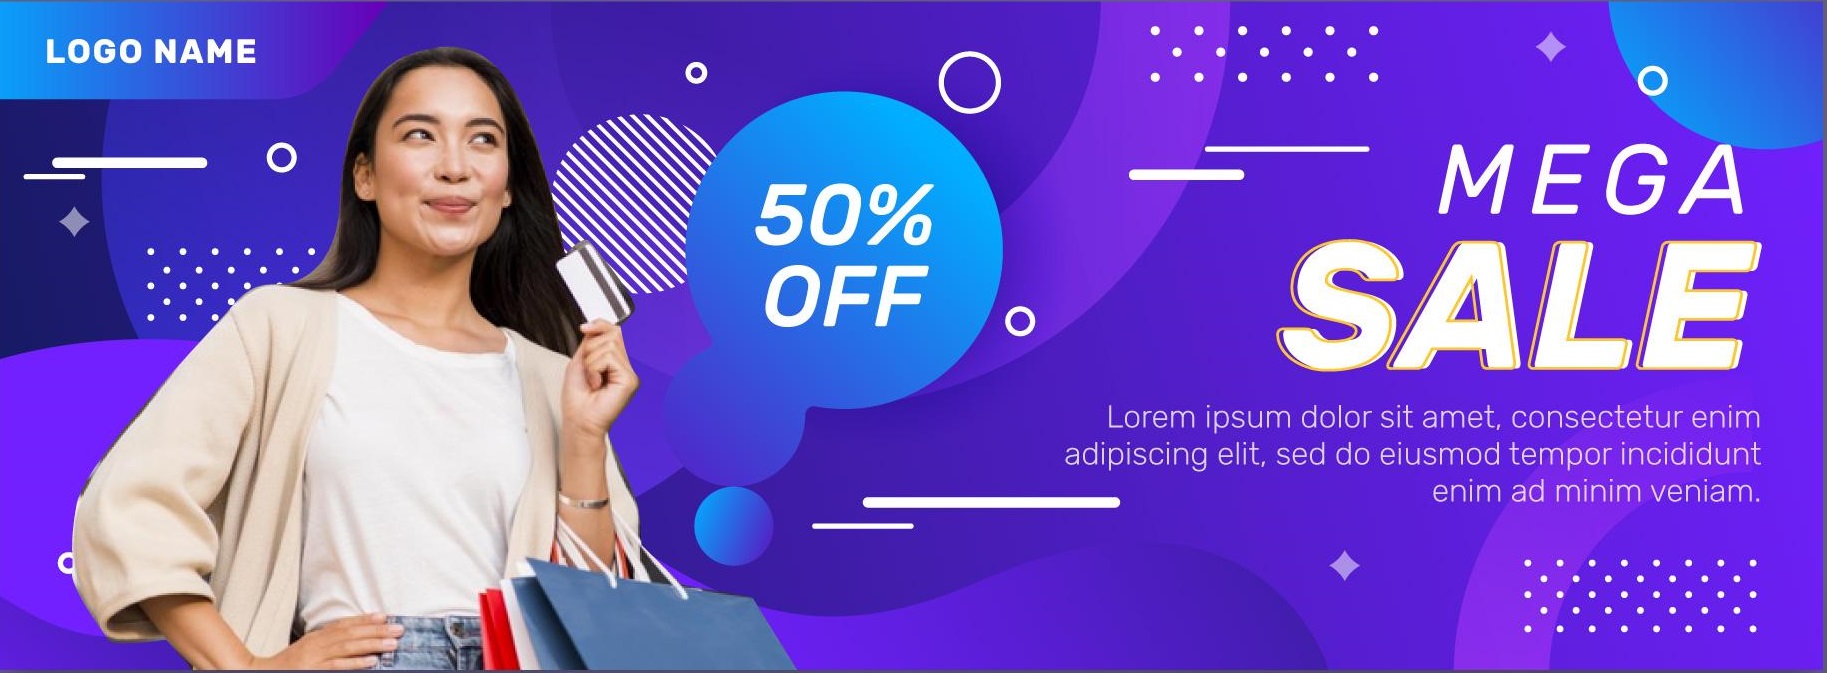 LOGO NAME
50%
OFF
MEGA
SALE
Lorem ipsum dolor sit amet, consectetur enim
adipiscing elit, sed do eiusmod tempor incididunt
enim ad minim veniam.